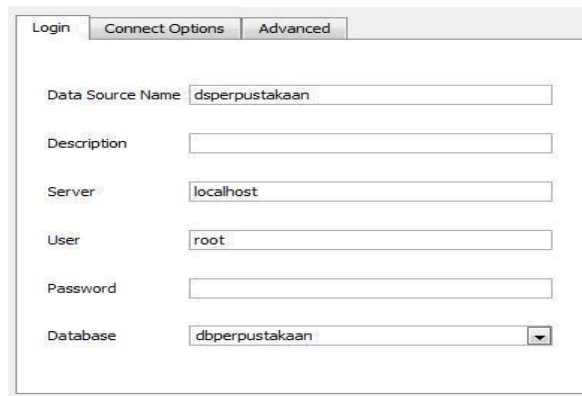 Login Connect Options Advanced
Data Source Name dsperpustakaan
Description
Server localhost
User root
Password
Database dbperpustakaan